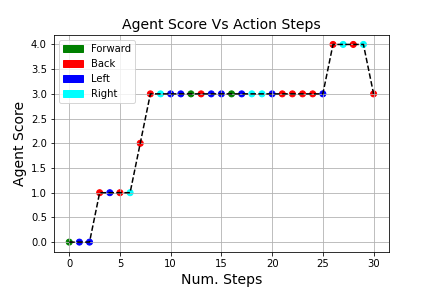 Agent Score Vs Action Steps
Forward
Back
Left
Right
4.0
3.5
3.0
2.5
2.0
1.5
1.0
0.5
0.0
Agent Score
0 5 10 15 20 25 30
Num. Steps